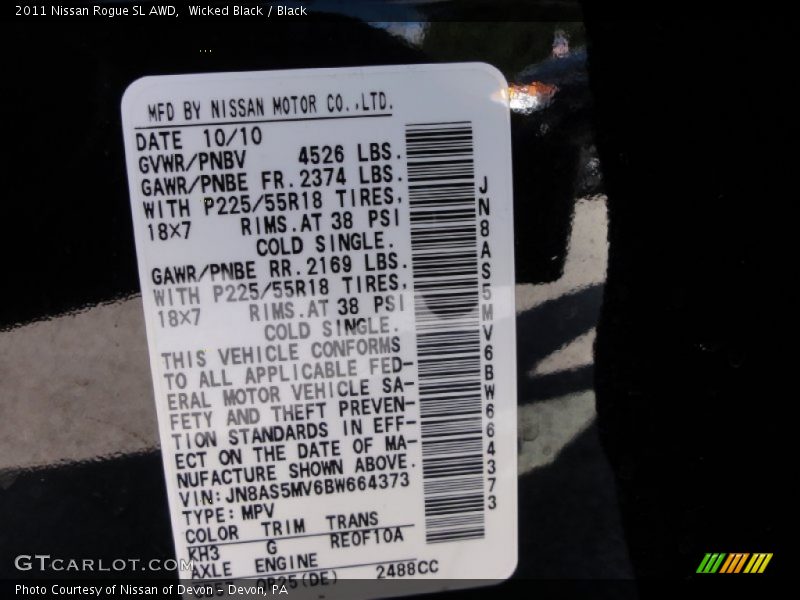 2011 Nissan Rogue SL AWD,  Wicked Black / Black
MFD BY NISSAN MOTOR CO.,LTD.
DATE 10/10
GVWR/PNBV 4526 LBS.
GAWR/PNBE FR. 2374 LBS.
WITH P225/55R18 TIRES,
18X7 RIMS.AT 38 PSI
COLD SINGLE.
GAWR/PNBE RR. 2169 LBS.
WITH P225/55R18 TIRES,
18X7 RIMS.AT 38 PSI
COLD SINGLE.
THIS VEHICLE CONFORMS
TO ALL APPLICABLE FED-
ERAL MOTOR VEHICLE SA-
FETY AND THEFT PREVEN-
TION STANDARDS IN EFF-
ECT ON THE DATE OF MA-
NUFACTURE SHOWN ABOVE.
VIN: JN8AS5MV6BW664373
TYPE: MPV
COLOR TRIM TRANS
KH3 G RE0F10A
AXLE ENGINE
QR25(DE) 2488CC
JN8AS5MV6BW664373
GTCARLOT.COM
Photo Courtesy of Nissan of Devon - Devon, PA